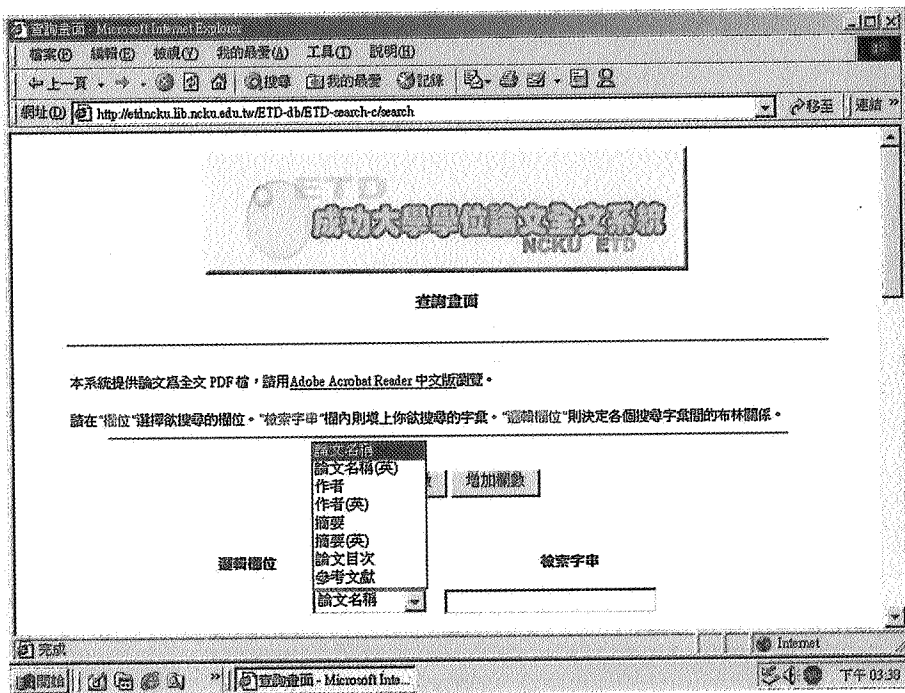 查詢畫面 - Microsoft Internet Explorer
檔案(F) 編輯(E) 檢視(V) 我的最愛(A) 工具(T) 說明(H)
上一頁 搜尋 我的最愛 記錄
網址(D) http://etdncku.lib.ncku.edu.tw/ETD-db/ETD-search-c/search 移至 連結 »
ETD
成功大學學位論文全文系統
NCKU ETD
查詢畫面
本系統提供論文為全文 PDF 檔,請用Adobe Acrobat Reader 中文版瀏覽。
請在"欄位"選擇欲搜尋的欄位。"檢索字串"欄內則填上你欲搜尋的字彙。"邏輯欄位"則決定各個搜尋字彙間的布林關係。
論文名稱
論文名稱(英)
數 增加欄數
作者
作者(英)
摘要
摘要(英)
論文目次
參考文獻
邏輯欄位 檢索字串
論文名稱
完成 Internet
開始 » 查詢畫面 - Microsoft Inte... 下午 03:38